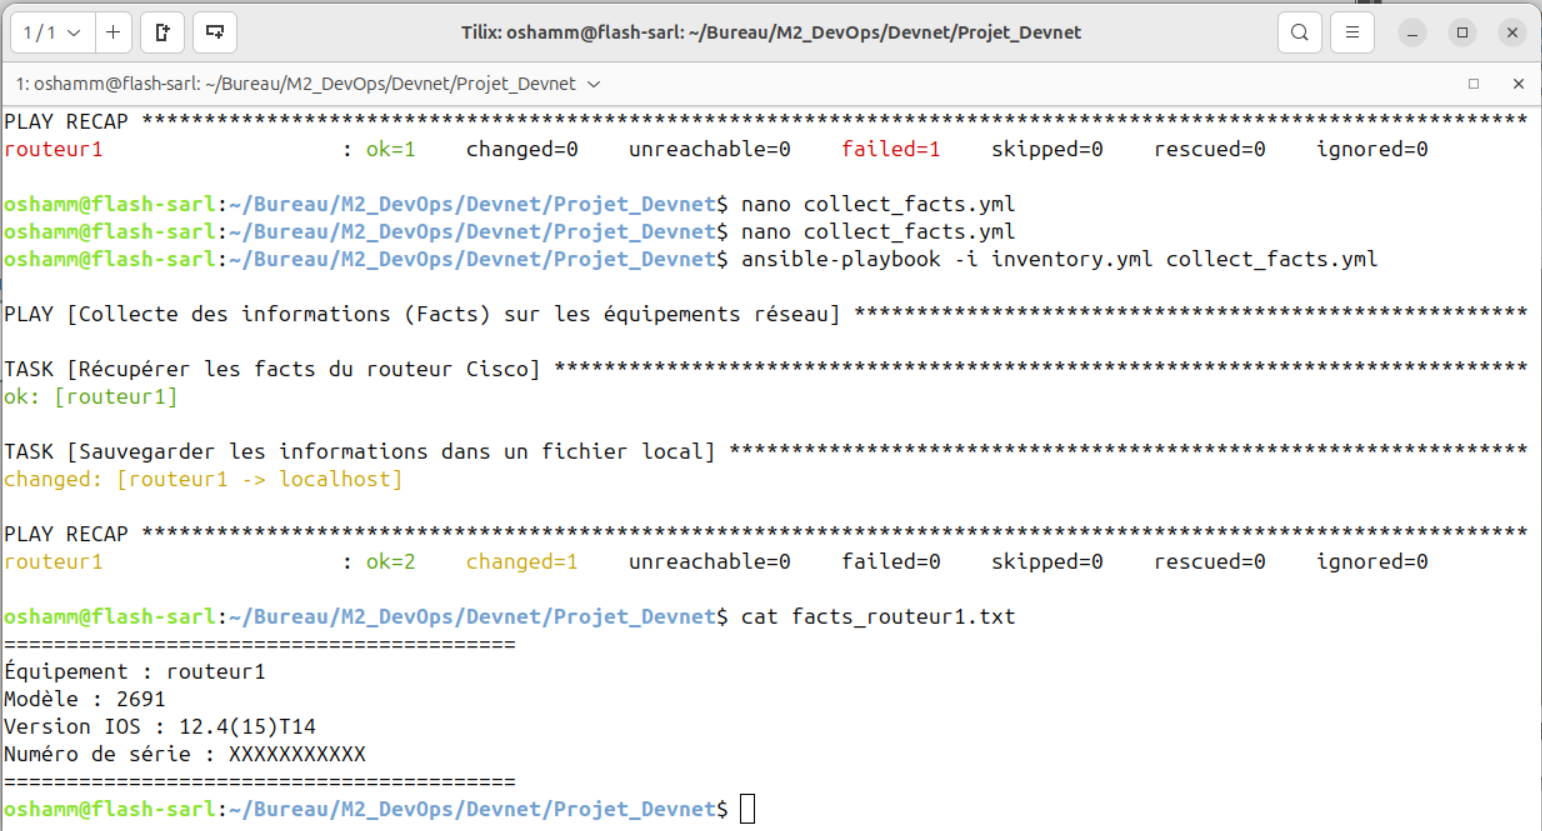 1 / 1
Tilix: oshamm@flash-sarl: ~/Bureau/M2_DevOps/Devnet/Projet_Devnet
1: oshamm@flash-sarl: ~/Bureau/M2_DevOps/Devnet/Projet_Devnet
PLAY RECAP ***************************************************************************************************************
routeur1                   : ok=1    changed=0    unreachable=0    failed=1    skipped=0    rescued=0    ignored=0
oshamm@flash-sarl:~/Bureau/M2_DevOps/Devnet/Projet_Devnet$ nano collect_facts.yml
oshamm@flash-sarl:~/Bureau/M2_DevOps/Devnet/Projet_Devnet$ nano collect_facts.yml
oshamm@flash-sarl:~/Bureau/M2_DevOps/Devnet/Projet_Devnet$ ansible-playbook -i inventory.yml collect_facts.yml
PLAY [Collecte des informations (Facts) sur les équipements réseau] ******************************************************
TASK [Récupérer les facts du routeur Cisco] ******************************************************************************
ok: [routeur1]
TASK [Sauvegarder les informations dans un fichier local] ****************************************************************
changed: [routeur1 -> localhost]
PLAY RECAP ***************************************************************************************************************
routeur1                   : ok=2    changed=1    unreachable=0    failed=0    skipped=0    rescued=0    ignored=0
oshamm@flash-sarl:~/Bureau/M2_DevOps/Devnet/Projet_Devnet$ cat facts_routeur1.txt
=========================================
Équipement : routeur1
Modèle : 2691
Version IOS : 12.4(15)T14
Numéro de série : XXXXXXXXXXX
=========================================
oshamm@flash-sarl:~/Bureau/M2_DevOps/Devnet/Projet_Devnet$